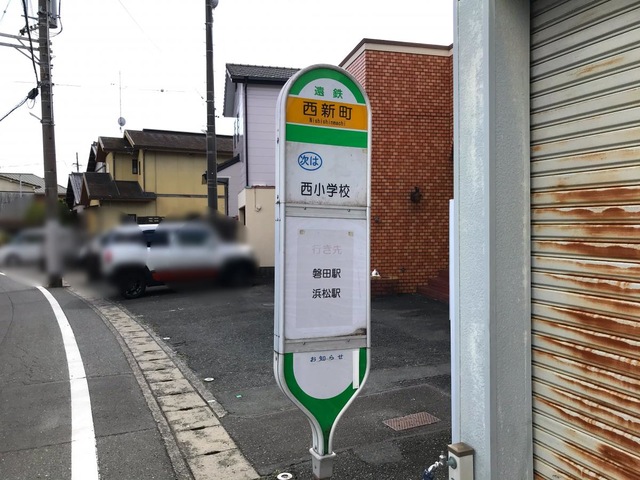 遠鉄
西新町
Nishishinmachi
次は
西小学校
行き先
磐田駅
浜松駅
お知らせ